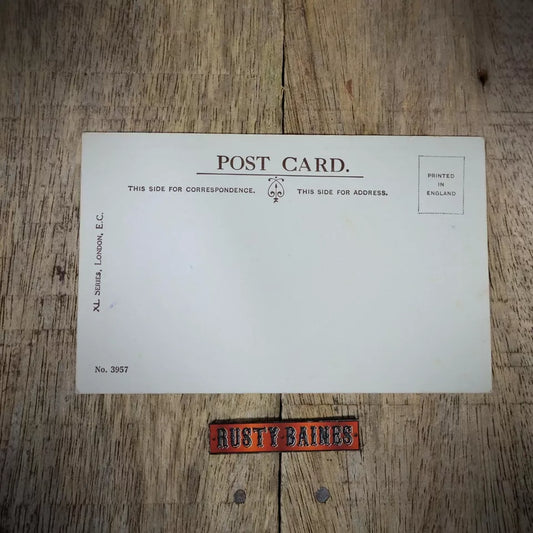 POST CARD.
THIS SIDE FOR CORRESPONDENCE. THIS SIDE FOR ADDRESS.
PRINTED
IN
ENGLAND
XL SERIES, LONDON, E.C.
No. 3957
RUSTY·BAINES